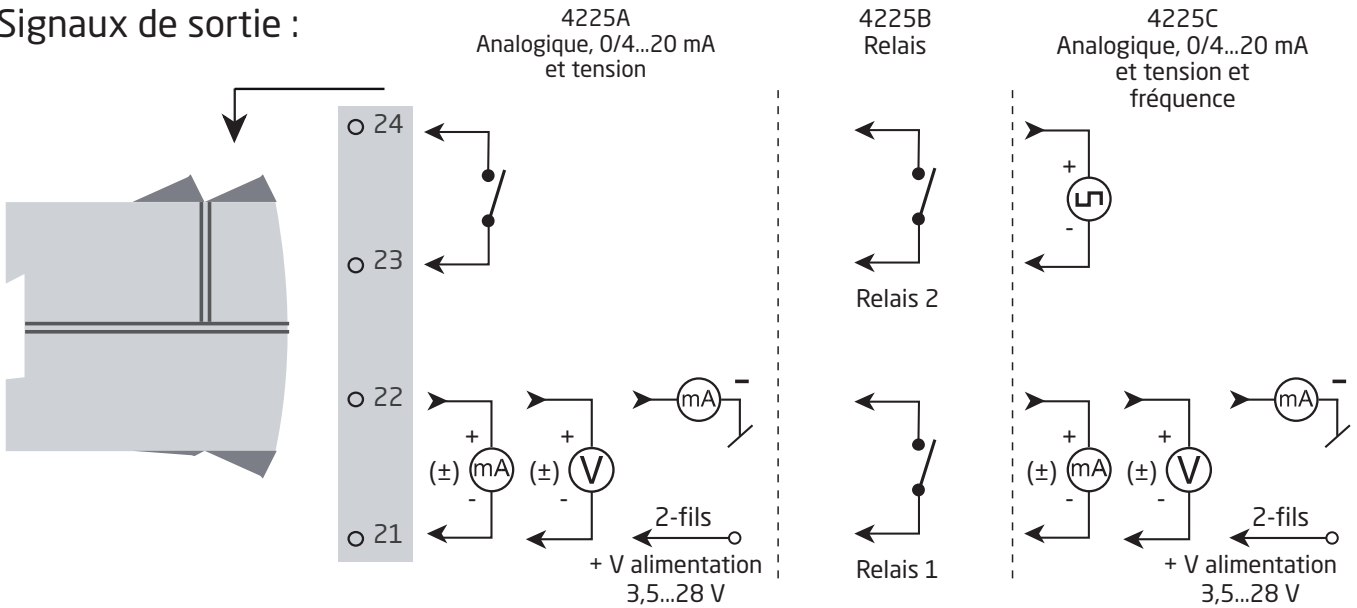 Signaux de sortie :
4225A
Analogique, 0/4...20 mA
et tension
4225B
Relais
4225C
Analogique, 0/4...20 mA
et tension et
fréquence
24
23
22
21
+
-
Relais 2
+
(±) mA
-
+
(±) V
-
mA -
2-fils
+ V alimentation
3,5...28 V
Relais 1
+
(±) mA
-
+
(±) V
-
mA -
2-fils
+ V alimentation
3,5...28 V